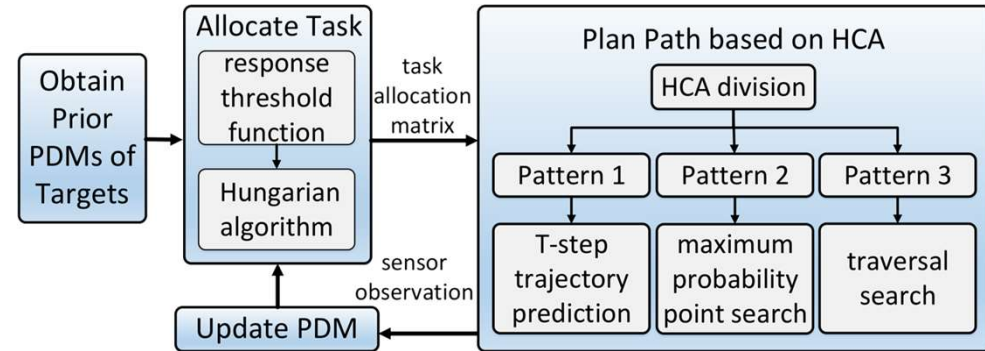 Obtain
Prior
PDMs of
Targets
Allocate Task
response
threshold
function
Hungarian
algorithm
task
allocation
matrix
Plan Path based on HCA
HCA division
Pattern 1
Pattern 2
Pattern 3
T-step
trajectory
prediction
maximum
probability
point search
traversal
search
sensor
observation
Update PDM